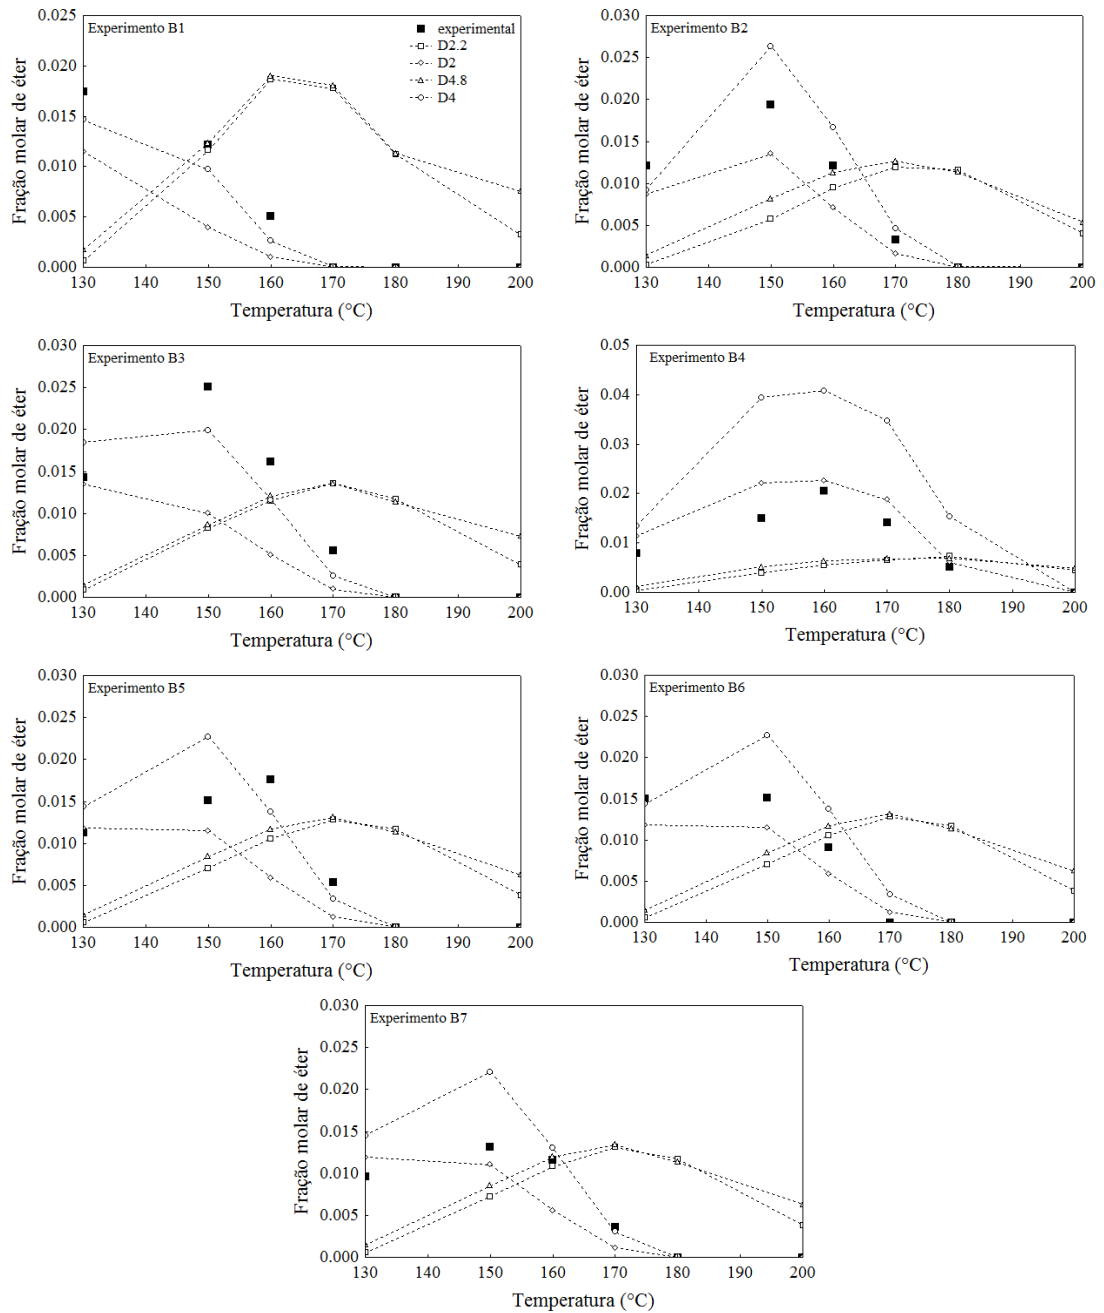 Experimento B1
experimental
D2.2
D2
D4.8
D4
0.025
0.020
0.015
0.010
0.005
0.000
130 140 150 160 170 180 190 200
Fração molar de éter
Temperatura (°C)
Experimento B2
0.030
0.025
0.020
0.015
0.010
0.005
0.000
130 140 150 160 170 180 190 200
Fração molar de éter
Temperatura (°C)
Experimento B3
0.030
0.025
0.020
0.015
0.010
0.005
0.000
130 140 150 160 170 180 190 200
Fração molar de éter
Temperatura (°C)
Experimento B4
0.05
0.04
0.03
0.02
0.01
0.00
130 140 150 160 170 180 190 200
Fração molar de éter
Temperatura (°C)
Experimento B5
0.030
0.025
0.020
0.015
0.010
0.005
0.000
130 140 150 160 170 180 190 200
Fração molar de éter
Temperatura (°C)
Experimento B6
0.030
0.025
0.020
0.015
0.010
0.005
0.000
130 140 150 160 170 180 190 200
Fração molar de éter
Temperatura (°C)
Experimento B7
0.030
0.025
0.020
0.015
0.010
0.005
0.000
130 140 150 160 170 180 190 200
Fração molar de éter
Temperatura (°C)